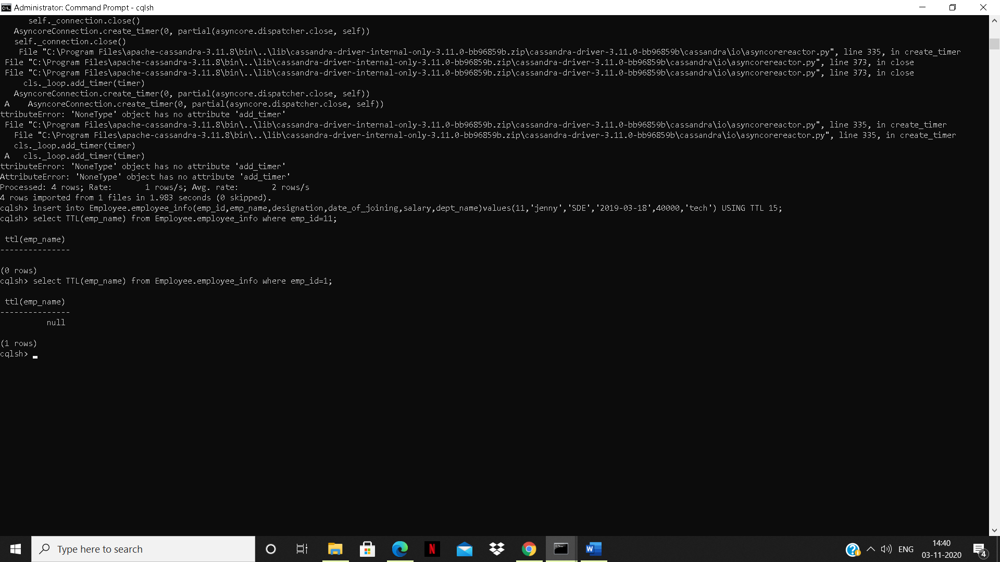 Administrator: Command Prompt - cqlsh
self._connection.close()
AsyncoreConnection.create_timer(0, partial(asyncore.dispatcher.close, self))
self._connection.close()
File "C:\Program Files\apache-cassandra-3.11.8\bin\..\lib\cassandra-driver-internal-only-3.11.0-bb96859b.zip\cassandra-driver-3.11.0-bb96859b\cassandra\io\asyncorereactor.py", line 335, in create_timer
File "C:\Program Files\apache-cassandra-3.11.8\bin\..\lib\cassandra-driver-internal-only-3.11.0-bb96859b.zip\cassandra-driver-3.11.0-bb96859b\cassandra\io\asyncorereactor.py", line 373, in close
File "C:\Program Files\apache-cassandra-3.11.8\bin\..\lib\cassandra-driver-internal-only-3.11.0-bb96859b.zip\cassandra-driver-3.11.0-bb96859b\cassandra\io\asyncorereactor.py", line 373, in close
cls._loop.add_timer(timer)
AsyncoreConnection.create_timer(0, partial(asyncore.dispatcher.close, self))
A    AsyncoreConnection.create_timer(0, partial(asyncore.dispatcher.close, self))
ttributeError: 'NoneType' object has no attribute 'add_timer'
File "C:\Program Files\apache-cassandra-3.11.8\bin\..\lib\cassandra-driver-internal-only-3.11.0-bb96859b.zip\cassandra-driver-3.11.0-bb96859b\cassandra\io\asyncorereactor.py", line 335, in create_timer
File "C:\Program Files\apache-cassandra-3.11.8\bin\..\lib\cassandra-driver-internal-only-3.11.0-bb96859b.zip\cassandra-driver-3.11.0-bb96859b\cassandra\io\asyncorereactor.py", line 335, in create_timer
cls._loop.add_timer(timer)
A   cls._loop.add_timer(timer)
ttributeError: 'NoneType' object has no attribute 'add_timer'
AttributeError: 'NoneType' object has no attribute 'add_timer'
Processed: 4 rows; Rate:       1 rows/s; Avg. rate:       2 rows/s
4 rows imported from 1 files in 1.983 seconds (0 skipped).
cqlsh> insert into Employee.employee_info(emp_id,emp_name,designation,date_of_joining,salary,dept_name)values(11,'jenny','SDE','2019-03-18',40000,'tech') USING TTL 15;
cqlsh> select TTL(emp_name) from Employee.employee_info where emp_id=11;
ttl(emp_name)
---------------
(0 rows)
cqlsh> select TTL(emp_name) from Employee.employee_info where emp_id=1;
ttl(emp_name)
---------------
null
(1 rows)
cqlsh>
Type here to search
ENG
14:40
03-11-2020
4